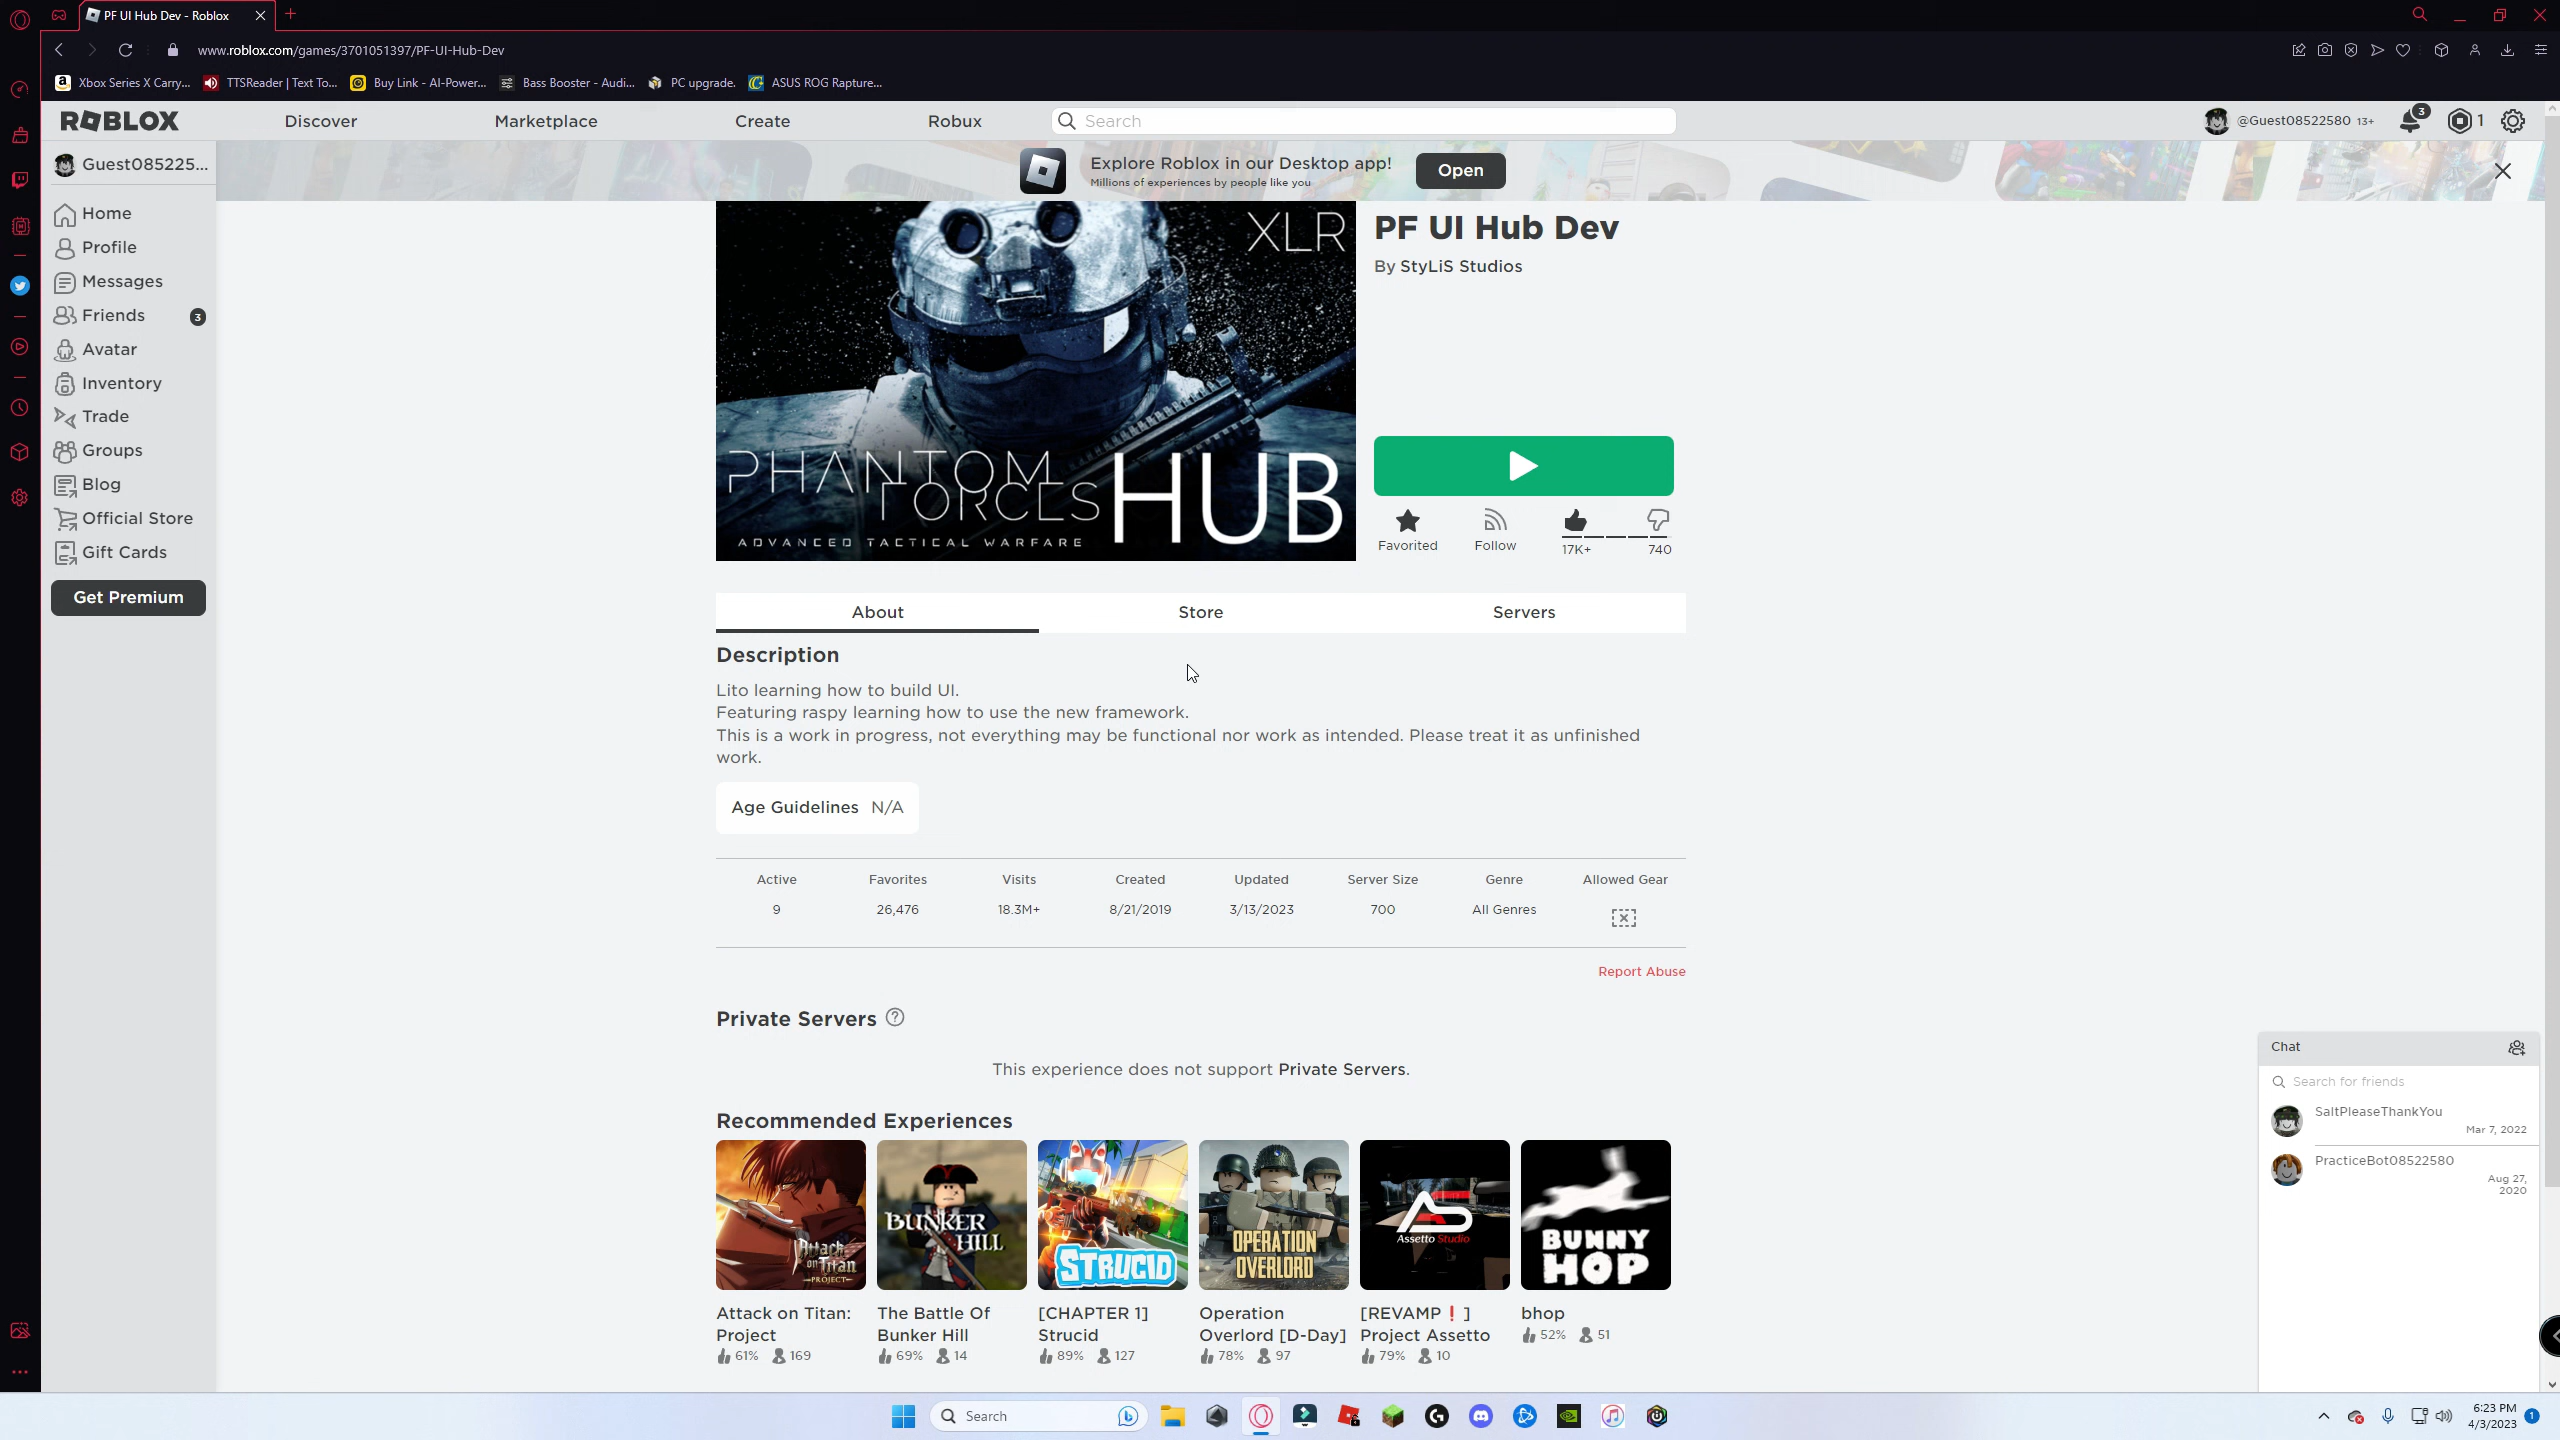 PF UI Hub Dev - Roblox
www.roblox.com/games/3701051397/PF-UI-Hub-Dev
Xbox Series X Carry...
TTSReader | Text To...
Buy Link - AI-Power...
Bass Booster - Audi...
PC upgrade.
ASUS ROG Rapture...
ROBLOX
Discover
Marketplace
Create
Robux
Search
@Guest08522580 13+
3
1
Guest085225...
Explore Roblox in our Desktop app!
Millions of experiences by people like you
Open
Home
Profile
Messages
Friends 3
Avatar
Inventory
Trade
Groups
Blog
Official Store
Gift Cards
Get Premium
XLR
PHANTOM
FORCES
HUB
ADVANCED TACTICAL WARFARE
PF UI Hub Dev
By StyLiS Studios
Favorited
Follow
17K+
740
About
Store
Servers
Description
Lito learning how to build UI.
Featuring raspy learning how to use the new framework.
This is a work in progress, not everything may be functional nor work as intended. Please treat it as unfinished
work.
Age Guidelines N/A
Active Favorites Visits Created Updated Server Size Genre Allowed Gear
9 26,476 18.3M+ 8/21/2019 3/13/2023 700 All Genres
Report Abuse
Private Servers
This experience does not support Private Servers.
Recommended Experiences
Attack
on Titan
-PROJECT-
BUNKER
HILL
STRUCID
OPERATION
OVERLORD
AS
Assetto Studio
BUNNY
HOP
Attack on Titan:
Project
61% 169
The Battle Of
Bunker Hill
69% 14
[CHAPTER 1]
Strucid
89% 127
Operation
Overlord [D-Day]
78% 97
[REVAMP❗]
Project Assetto
79% 10
bhop
52% 51
Chat
Search for friends
SaltPleaseThankYou
Mar 7, 2022
PracticeBot08522580
Aug 27,
2020
Search
6:23 PM
4/3/2023
1